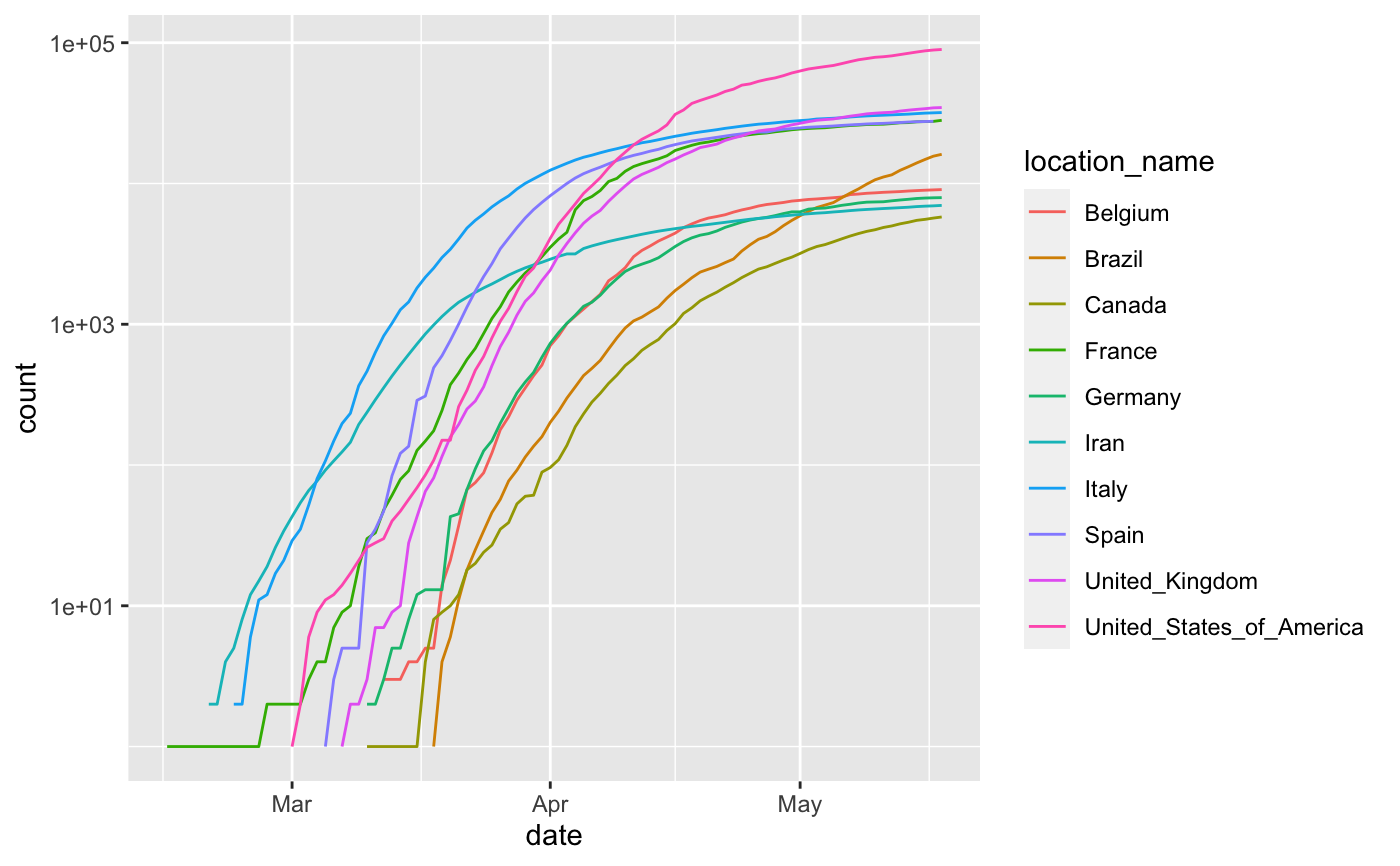 1e+05
1e+03
1e+01
count
Mar
Apr
May
date
location_name
Belgium
Brazil
Canada
France
Germany
Iran
Italy
Spain
United_Kingdom
United_States_of_America